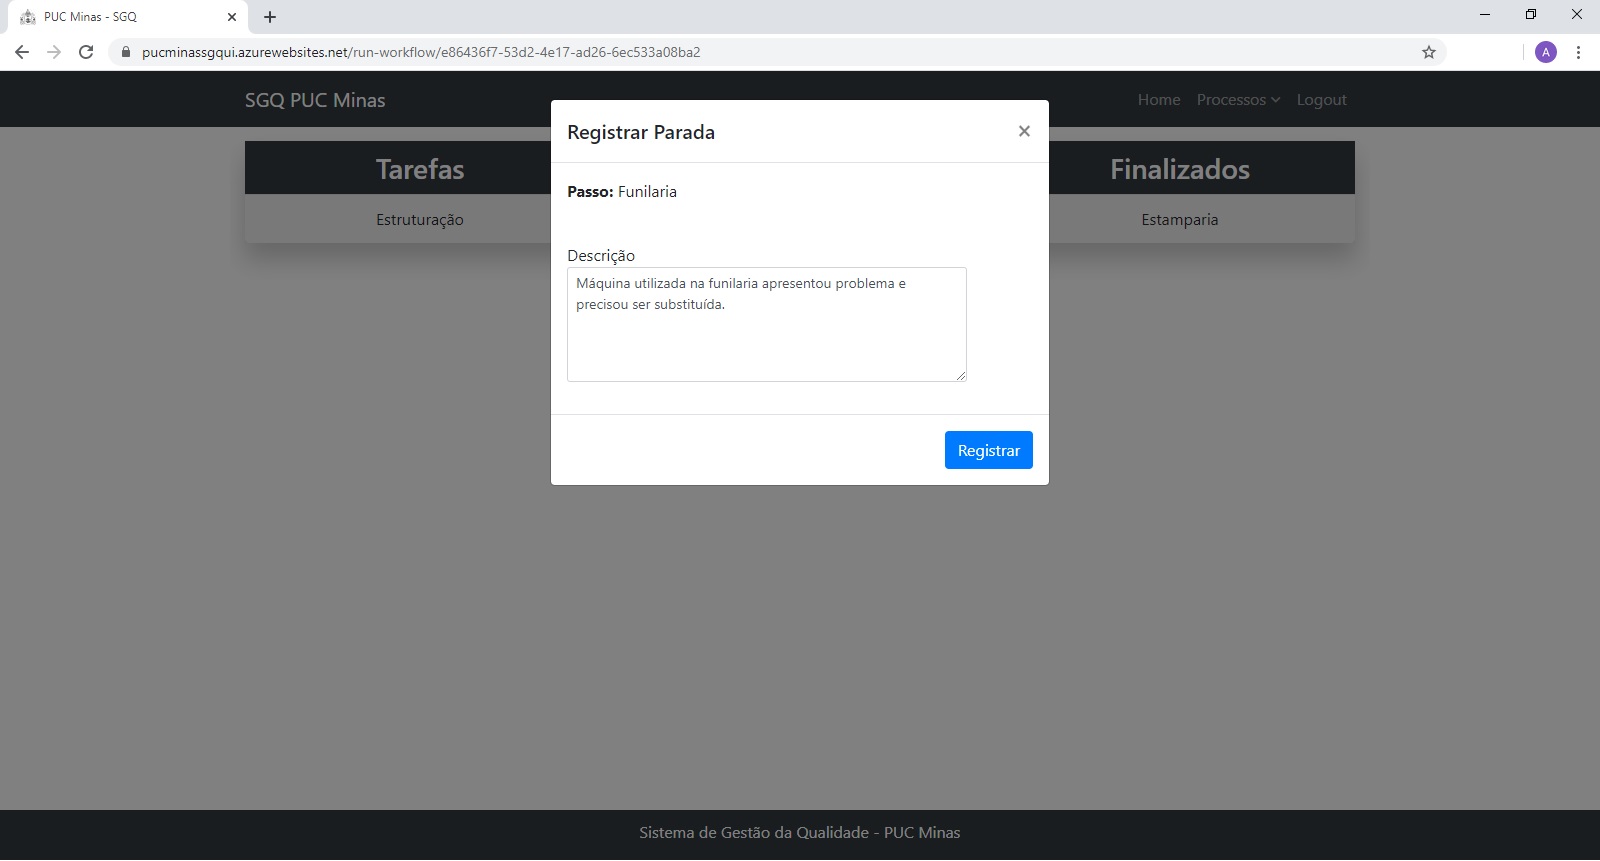 PUC Minas - SGQ
pucminassgqui.azurewebsites.net/run-workflow/e86436f7-53d2-4e17-ad26-6ec533a08ba2
A
SGQ PUC Minas
Home
Processos
Logout
Registrar Parada
×
Tarefas
Finalizados
Passo: Funilaria
Estruturação
Estamparia
Descrição
Máquina utilizada na funilaria apresentou problema e
precisou ser substituída.
Registrar
Sistema de Gestão da Qualidade - PUC Minas